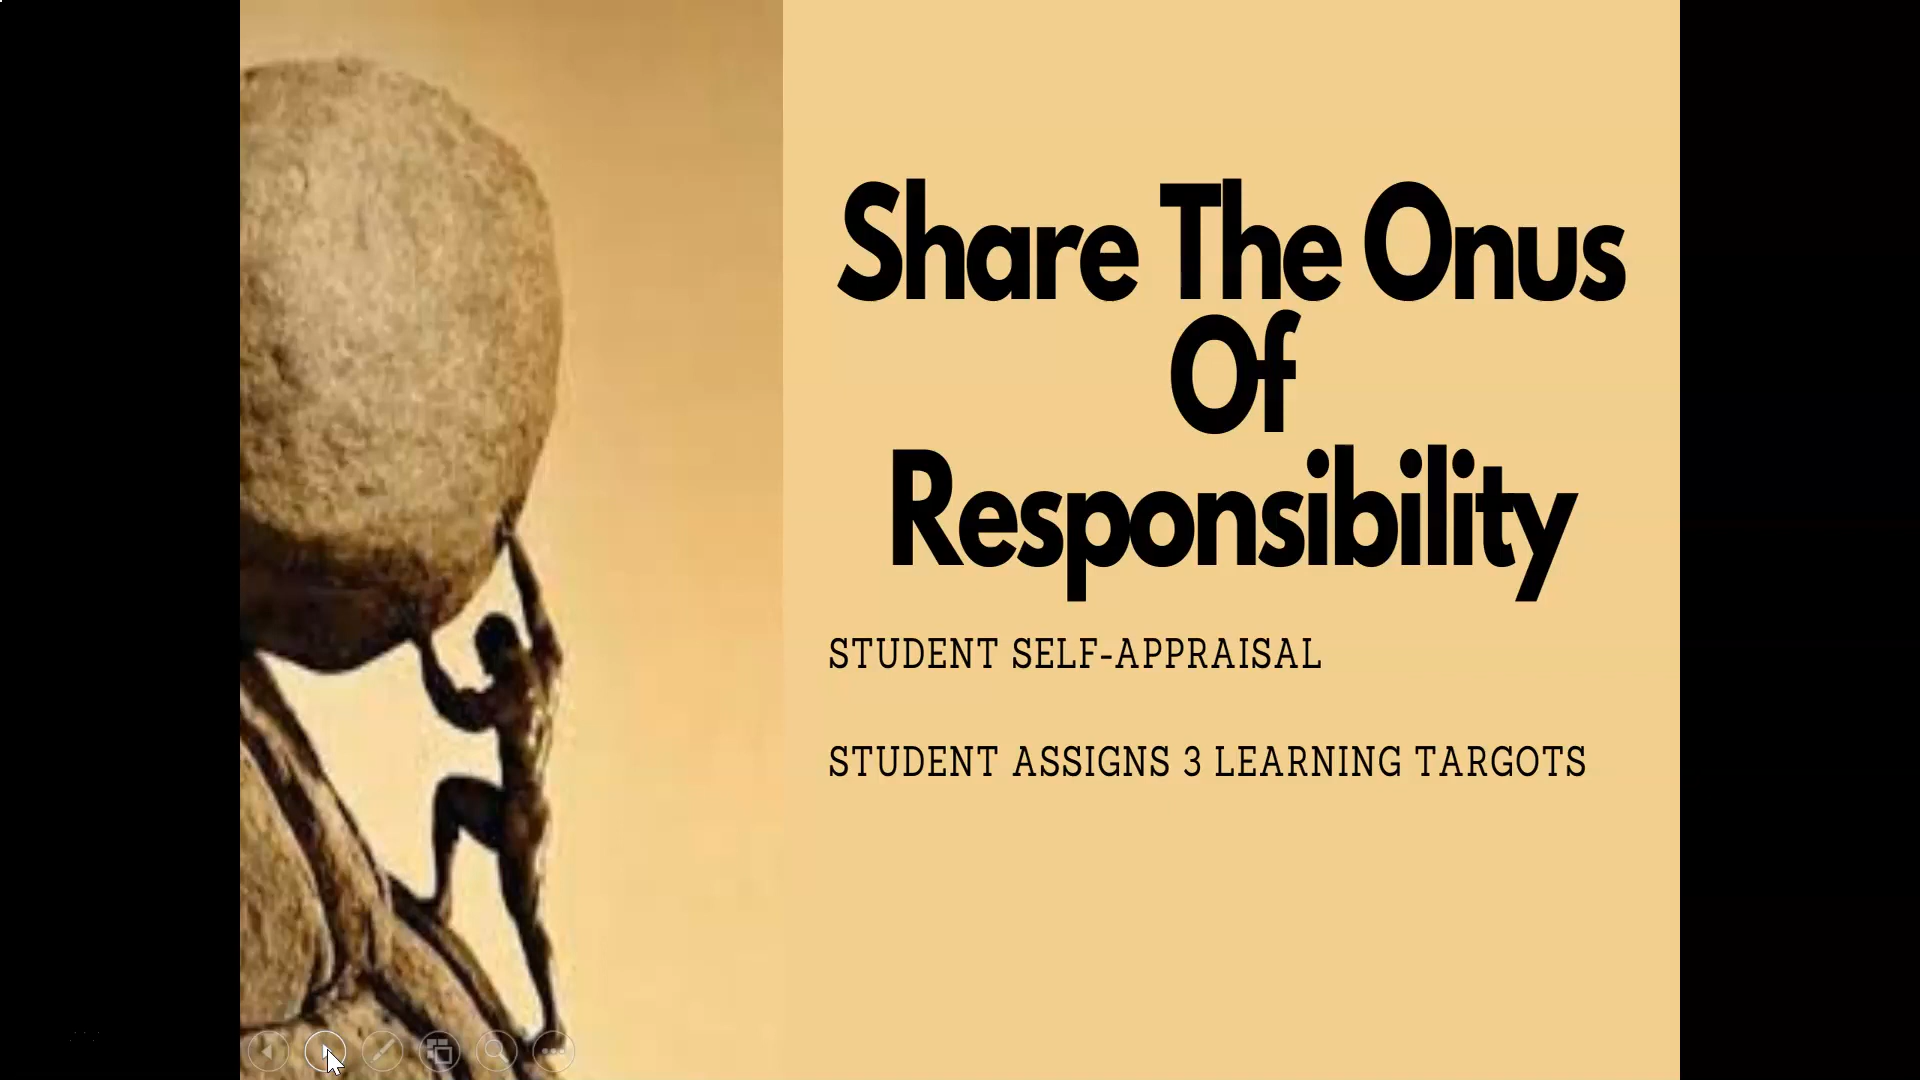 Share The Onus
Of
Responsibility
STUDENT SELF-APPRAISAL
STUDENT ASSIGNS 3 LEARNING TARGOTS